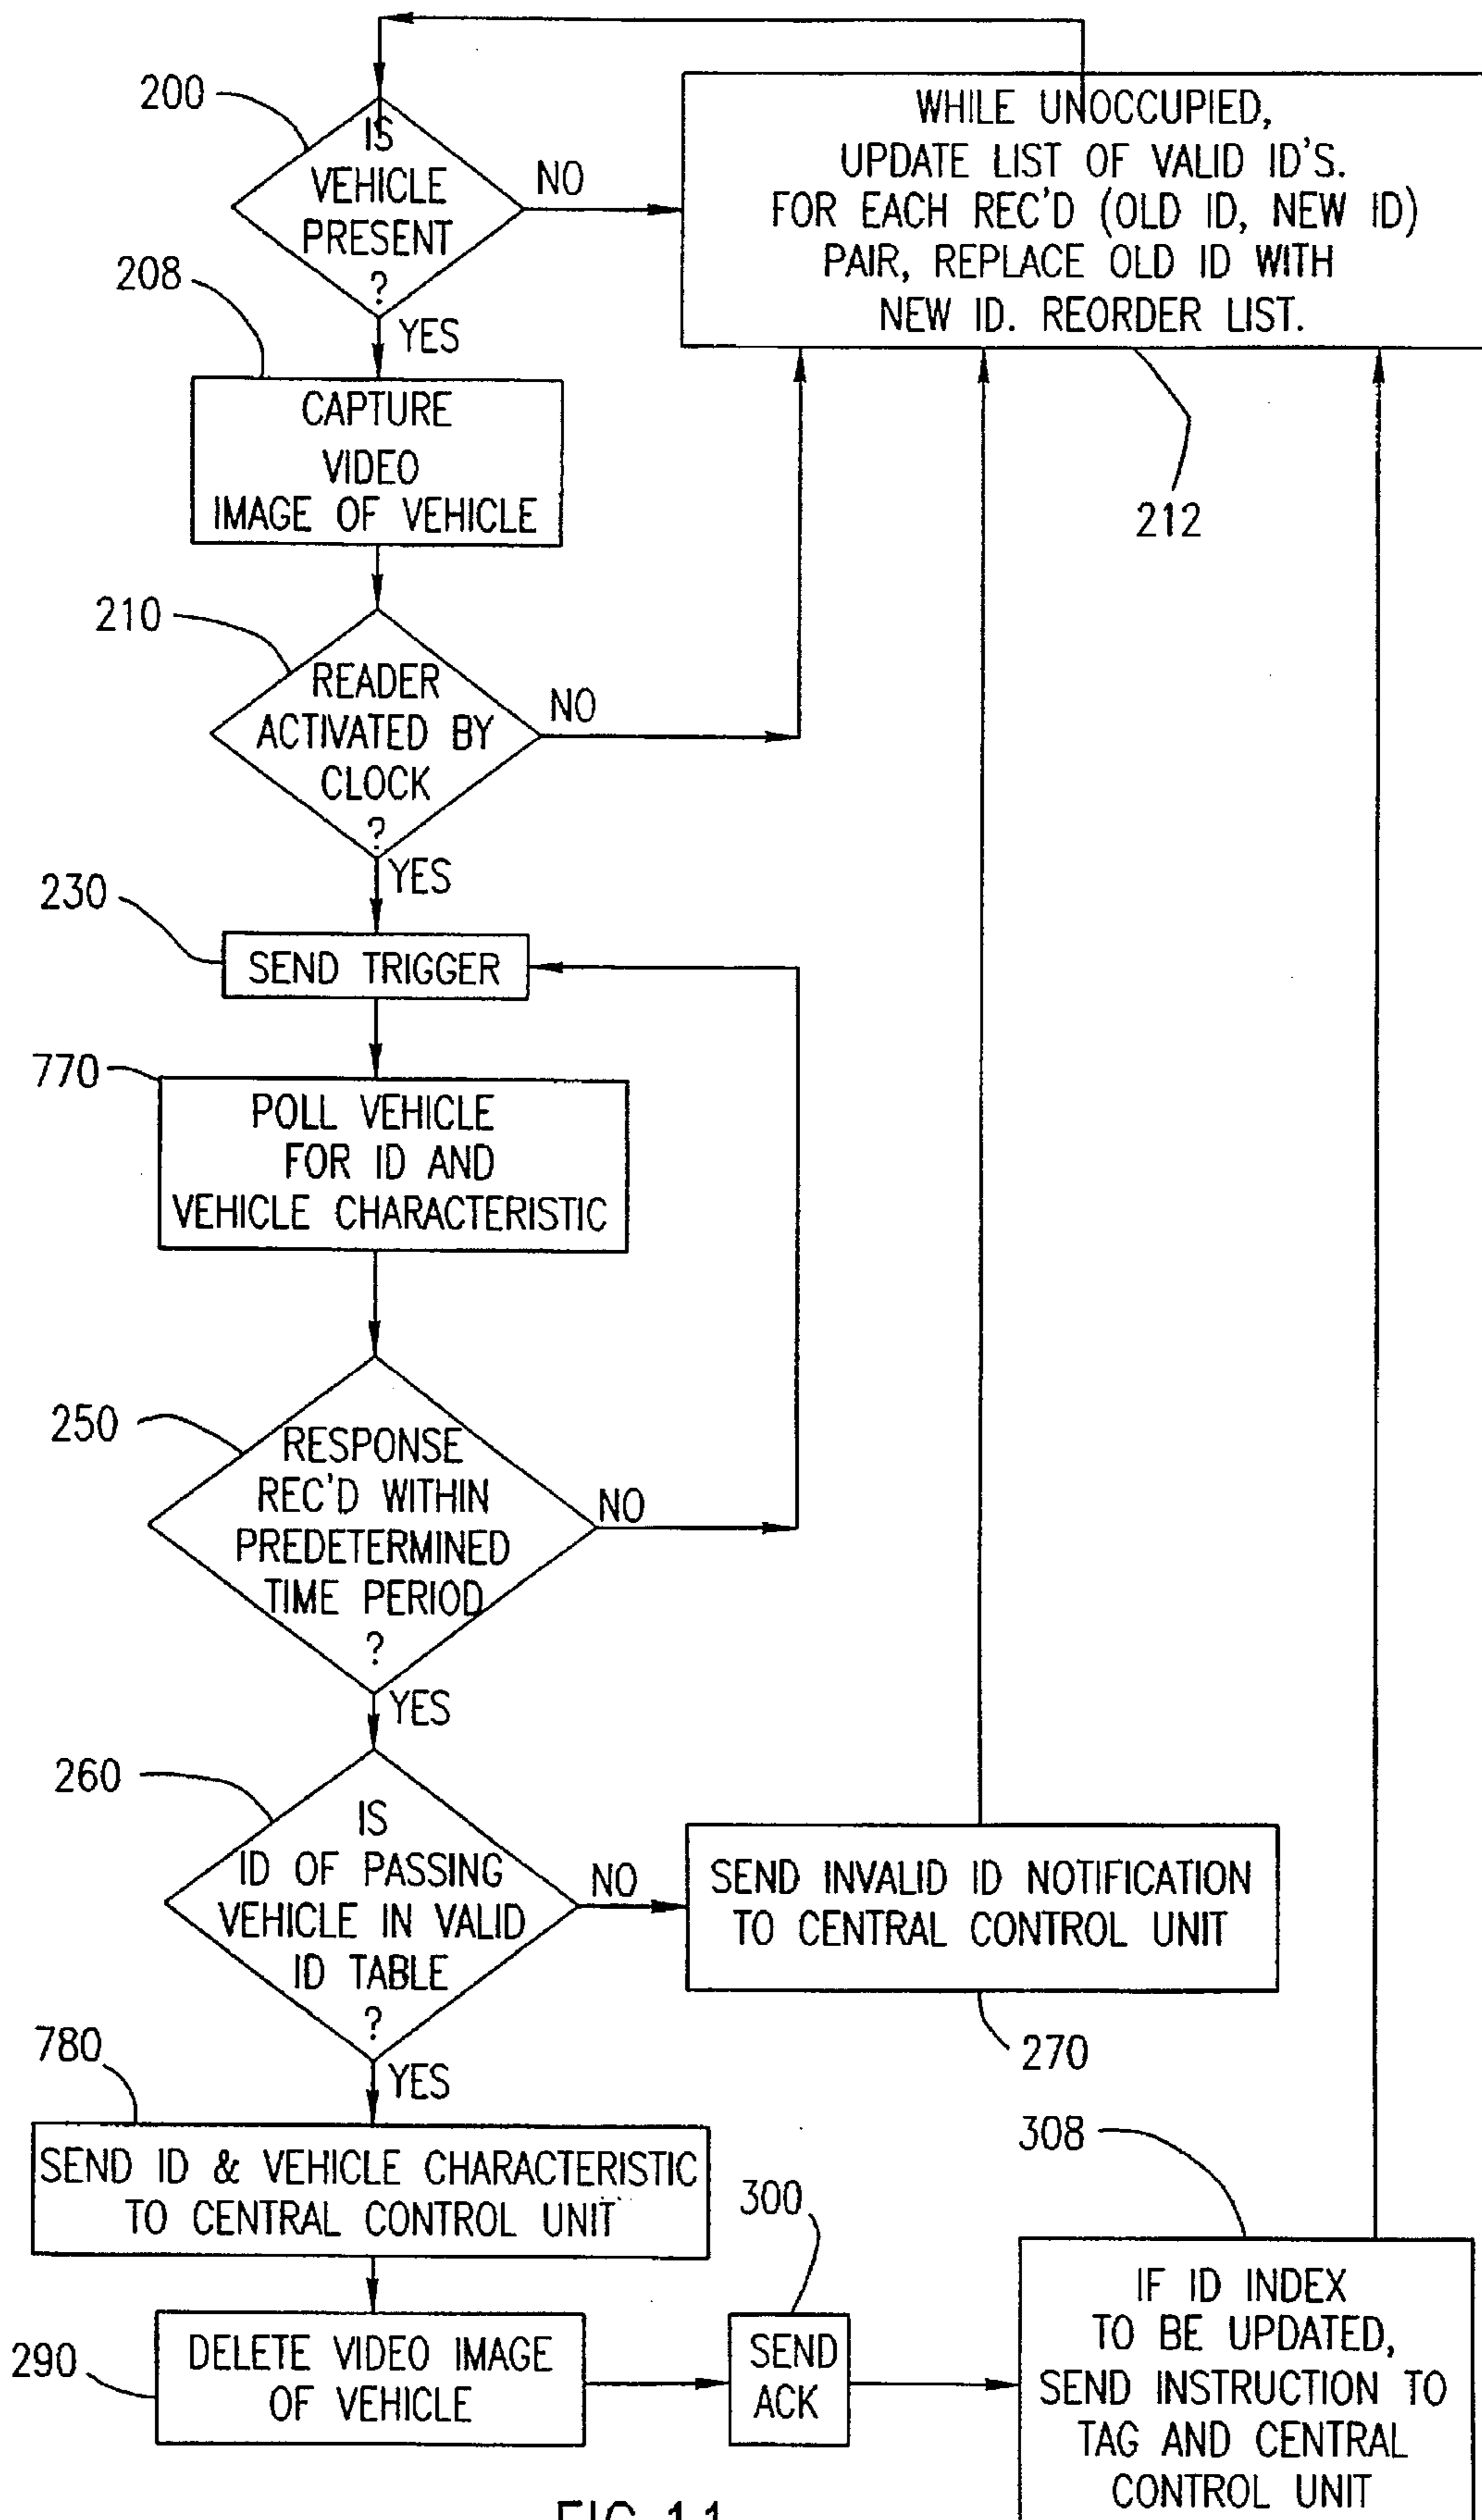 200
IS
VEHICLE
PRESENT
?
NO
YES
WHILE UNOCCUPIED,
UPDATE LIST OF VALID ID'S.
FOR EACH REC'D (OLD ID, NEW ID)
PAIR, REPLACE OLD ID WITH
NEW ID. REORDER LIST.
212
208
CAPTURE
VIDEO
IMAGE OF VEHICLE
210
READER
ACTIVATED BY
CLOCK
?
NO
YES
230
SEND TRIGGER
770
POLL VEHICLE
FOR ID AND
VEHICLE CHARACTERISTIC
250
RESPONSE
REC'D WITHIN
PREDETERMINED
TIME PERIOD
?
NO
YES
260
IS
ID OF PASSING
VEHICLE IN VALID
ID TABLE
?
NO
YES
SEND INVALID ID NOTIFICATION
TO CENTRAL CONTROL UNIT
270
780
SEND ID & VEHICLE CHARACTERISTIC
TO CENTRAL CONTROL UNIT
290
DELETE VIDEO IMAGE
OF VEHICLE
300
SEND
ACK
308
IF ID INDEX
TO BE UPDATED,
SEND INSTRUCTION TO
TAG AND CENTRAL
CONTROL UNIT
FIG.11